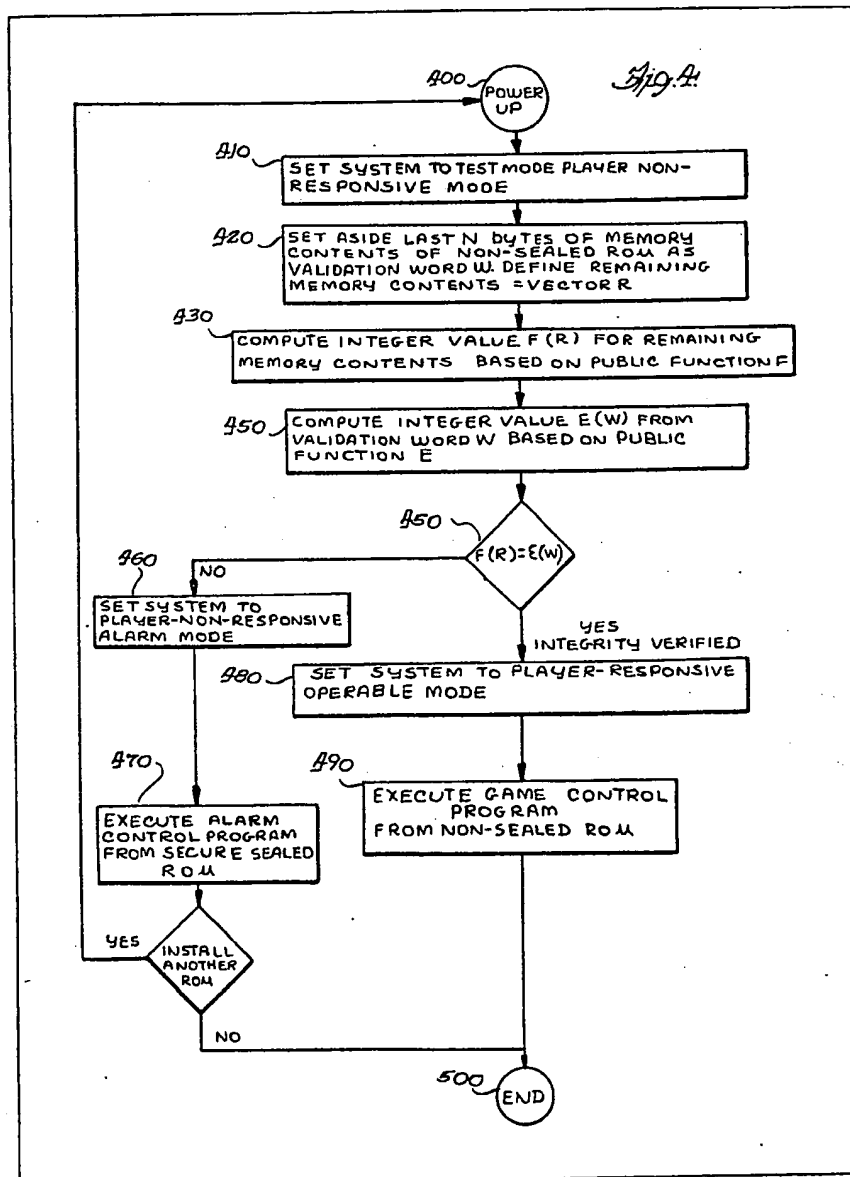 Fig. 4.
400
POWER
UP
410
SET SYSTEM TO TEST MODE PLAYER NON-
RESPONSIVE MODE
420
SET ASIDE LAST N BYTES OF MEMORY
CONTENTS OF NON-SEALED ROM AS
VALIDATION WORD W. DEFINE REMAINING
MEMORY CONTENTS = VECTOR R
430
COMPUTE INTEGER VALUE F(R) FOR REMAINING
MEMORY CONTENTS BASED ON PUBLIC FUNCTION F
450
COMPUTE INTEGER VALUE E(W) FROM
VALIDATION WORD W BASED ON PUBLIC
FUNCTION E
450
F(R)=E(W)
NO
460
SET SYSTEM TO
PLAYER-NON-RESPONSIVE
ALARM MODE
YES
INTEGRITY VERIFIED
480
SET SYSTEM TO PLAYER-RESPONSIVE
OPERABLE MODE
470
EXECUTE ALARM
CONTROL PROGRAM
FROM SECURE SEALED
ROM
490
EXECUTE GAME CONTROL
PROGRAM
FROM NON-SEALED ROM
YES
INSTALL
ANOTHER
ROM
NO
500
END